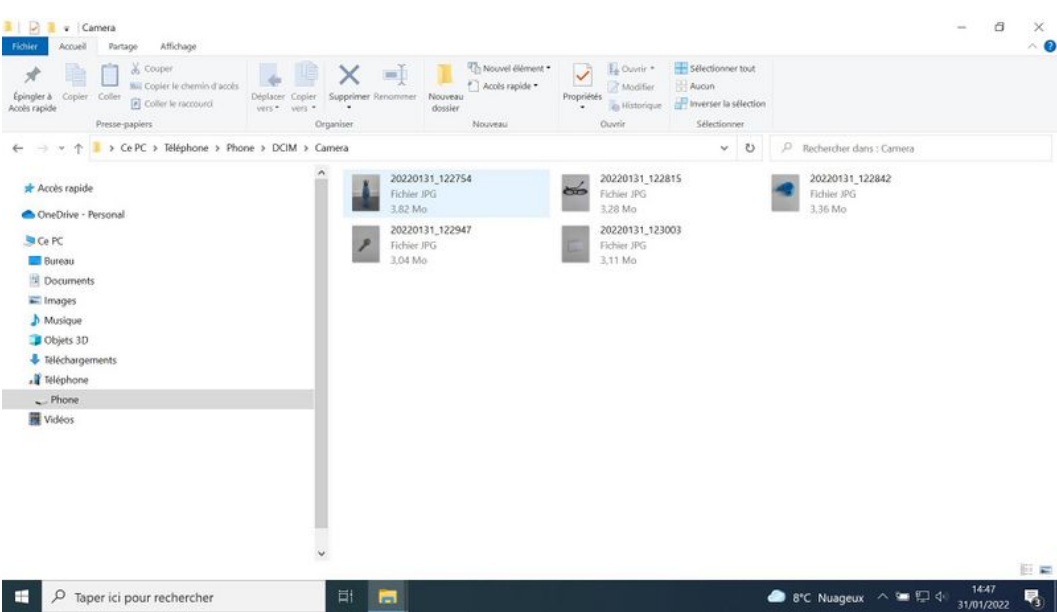 Camera
Fichier Accueil Partage Affichage
Épingler à Accès rapide
Copier
Coller
Couper
Copier le chemin d'accès
Coller le raccourci
Presse-papiers
Déplacer vers
Copier vers
Supprimer
Renommer
Organiser
Nouveau dossier
Nouvel élément
Accès rapide
Nouveau
Propriétés
Ouvrir
Modifier
Historique
Ouvrir
Sélectionner tout
Aucun
Inverser la sélection
Sélectionner
Ce PC > Téléphone > Phone > DCIM > Camera
Rechercher dans : Camera
Accès rapide
OneDrive - Personal
Ce PC
Bureau
Documents
Images
Musique
Objets 3D
Téléchargements
Téléphone
Phone
Vidéos
20220131_122754
Fichier JPG
3,82 Mo
20220131_122815
Fichier JPG
3,28 Mo
20220131_122842
Fichier JPG
3,36 Mo
20220131_122947
Fichier JPG
3,04 Mo
20220131_123003
Fichier JPG
3,11 Mo
Taper ici pour rechercher
8°C Nuageux
14:47
31/01/2022
3